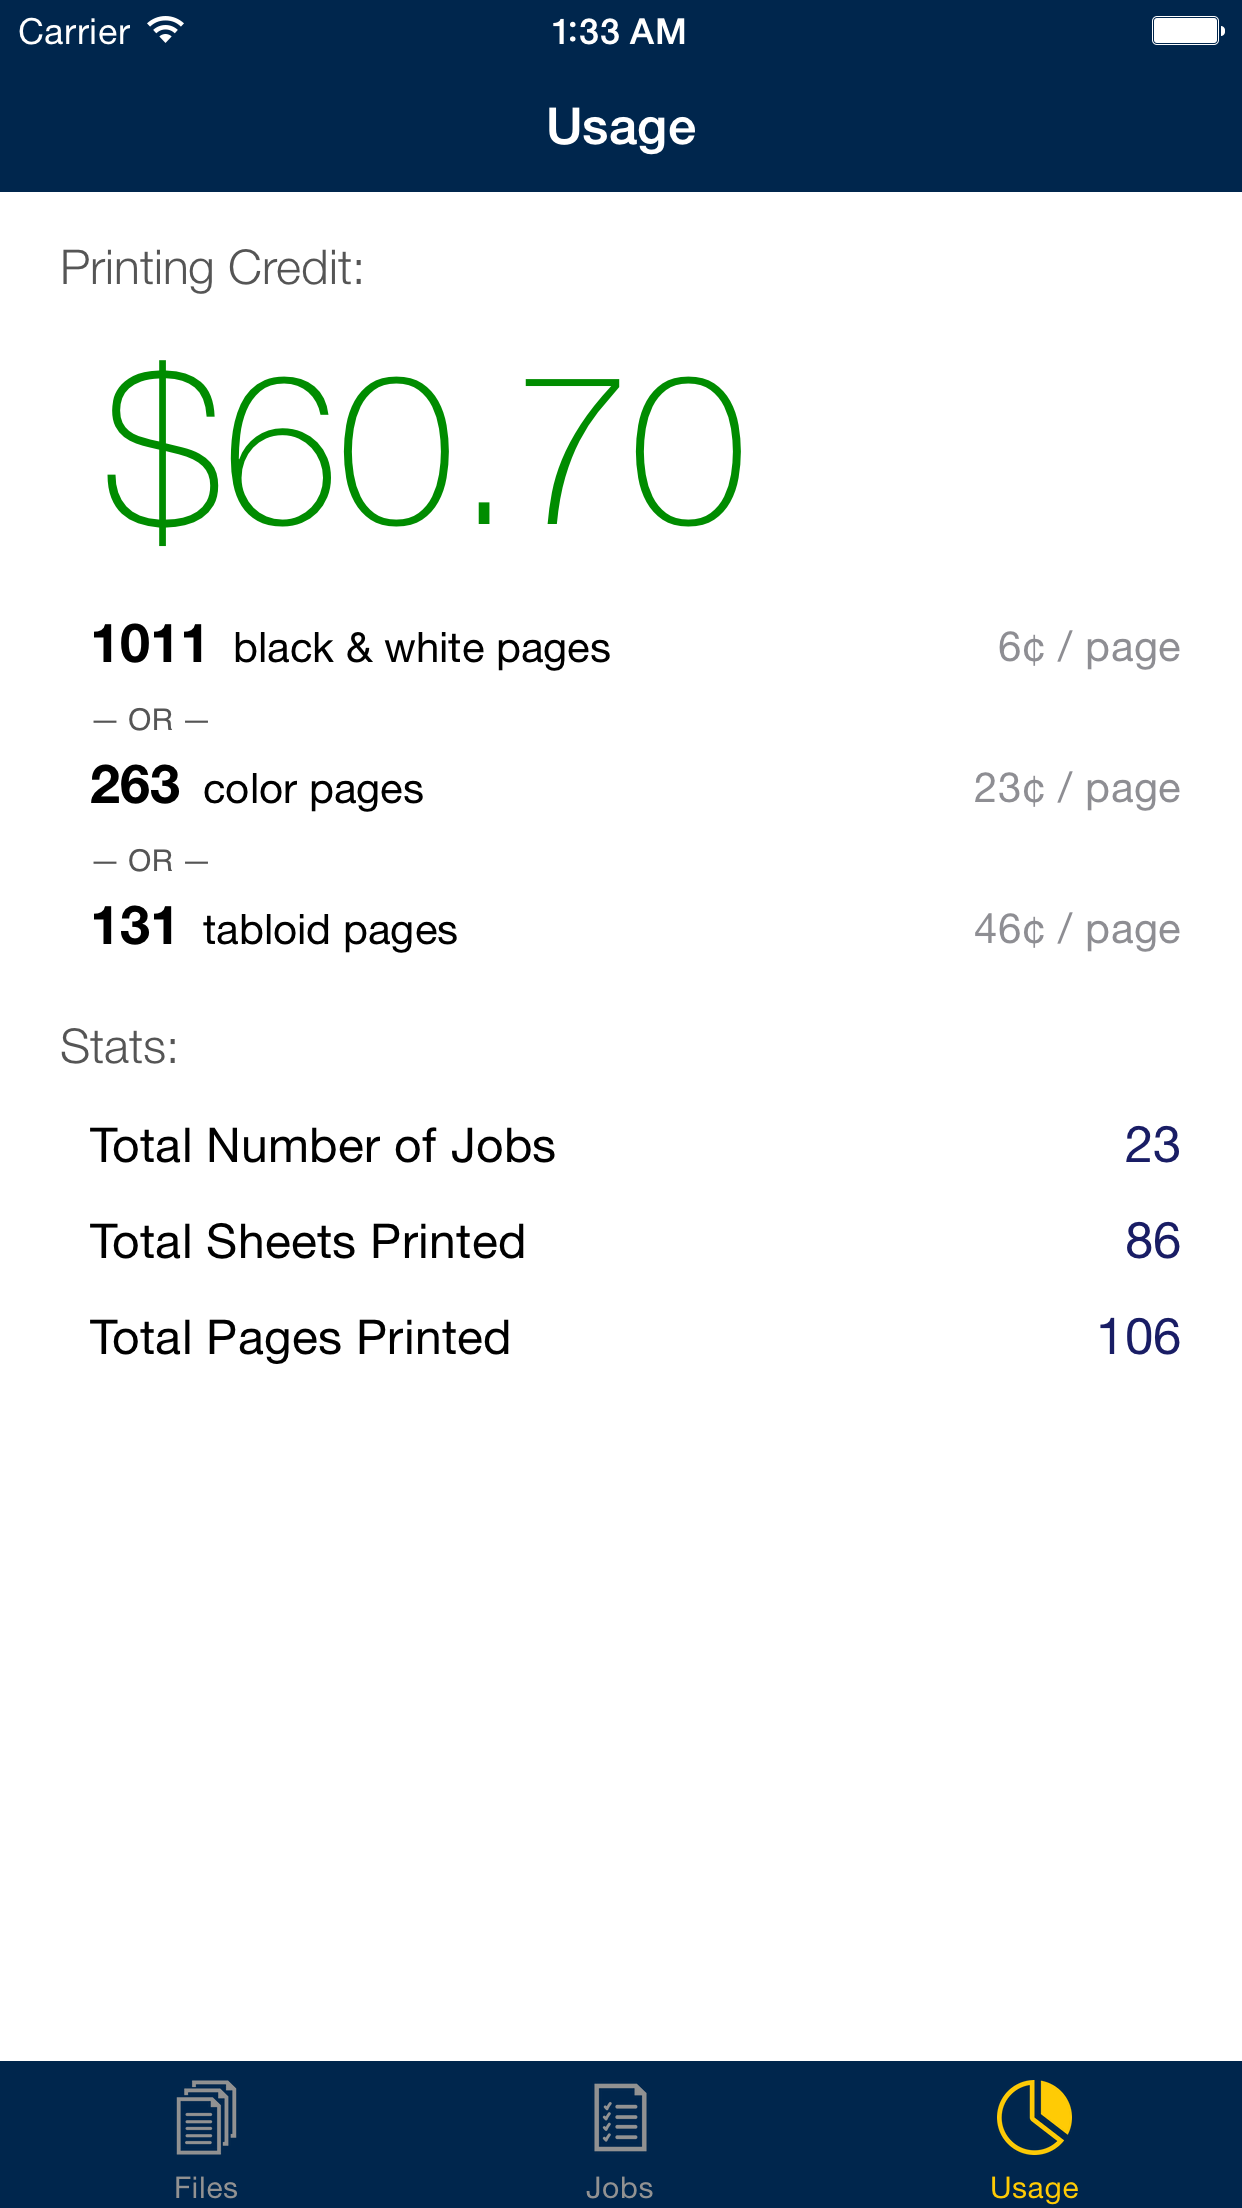 Carrier 1:33 AM
Usage
Printing Credit:
$60.70
1011 black & white pages 6¢ / page
— OR —
263 color pages 23¢ / page
— OR —
131 tabloid pages 46¢ / page
Stats:
Total Number of Jobs 23
Total Sheets Printed 86
Total Pages Printed 106
Files Jobs Usage